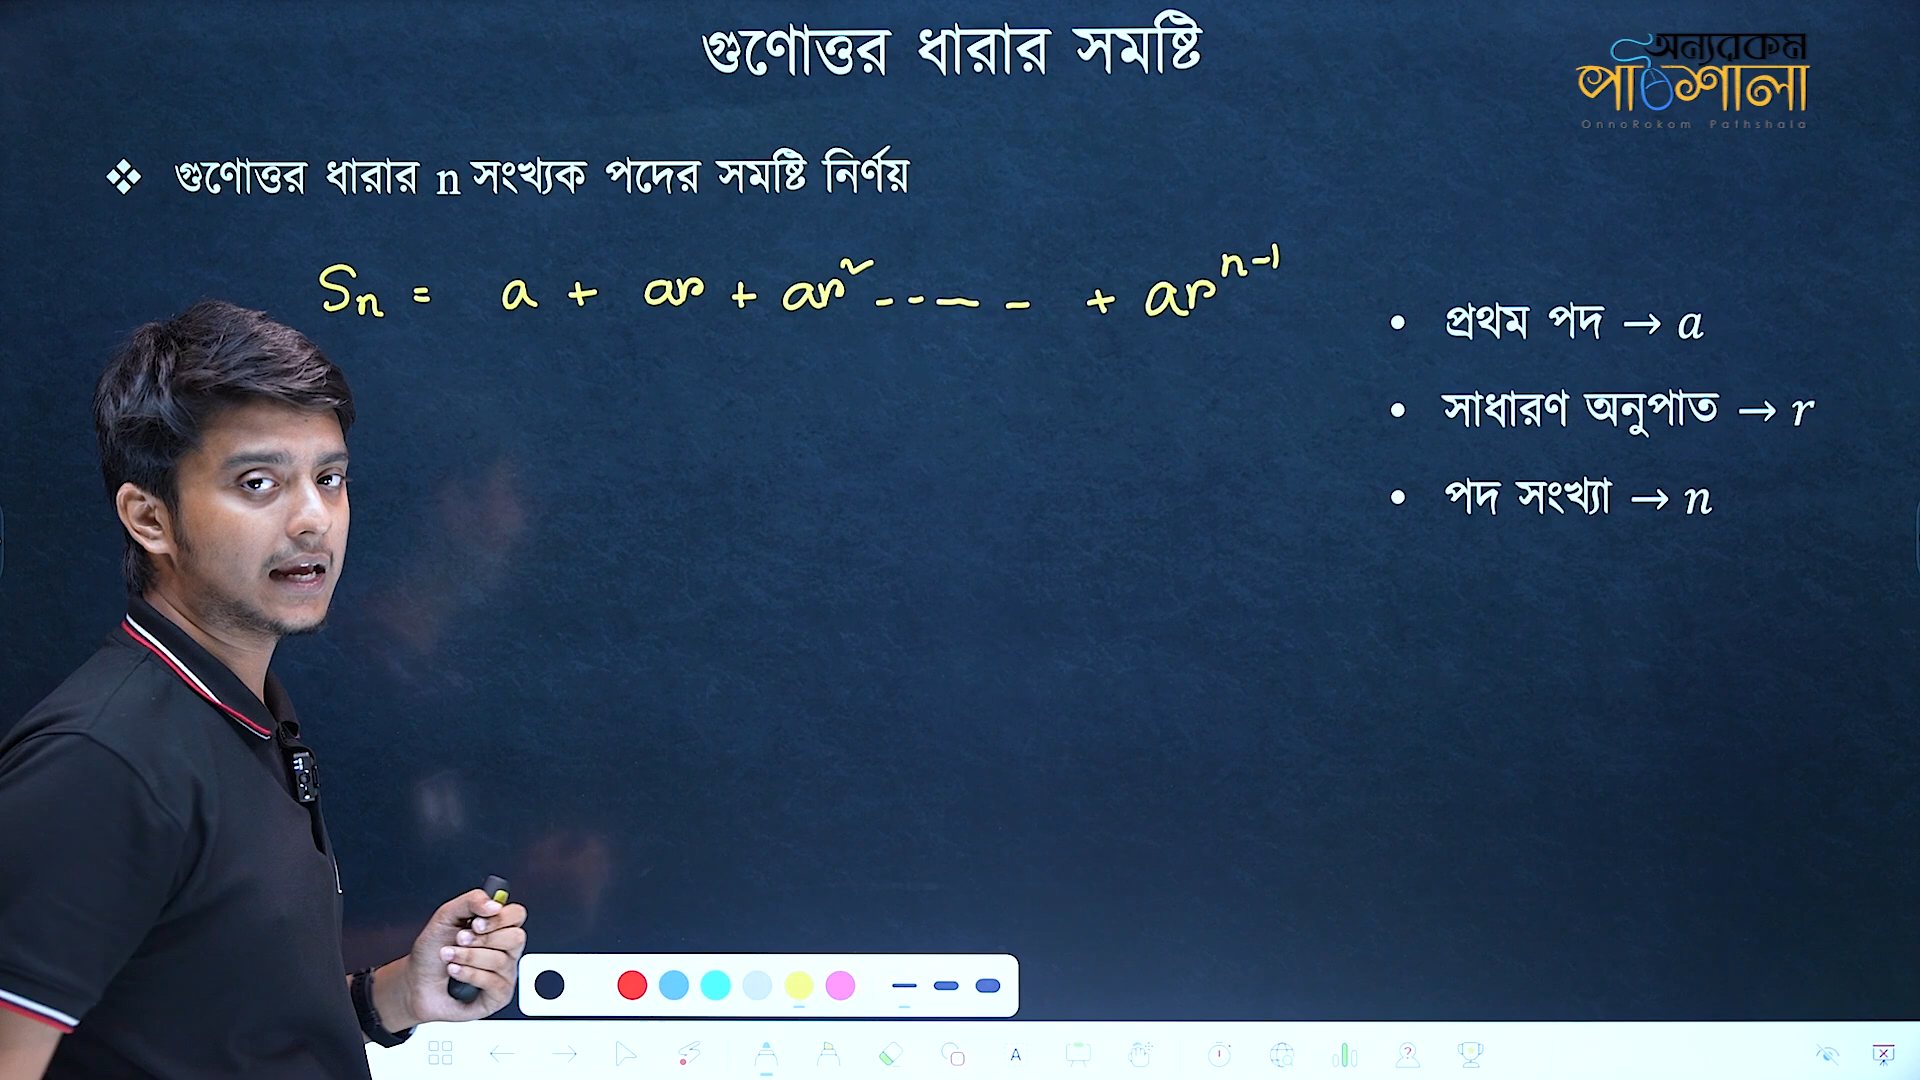 গুণোত্তর ধারার সমষ্টি
অন্যরকম
পাঠশালা
OnnoRokom Pathshala
❖ গুণোত্তর ধারার n সংখ্যক পদের সমষ্টি নির্ণয়
Sₙ = a + ar + ar² ------ + arⁿ⁻¹
• প্রথম পদ → a
• সাধারণ অনুপাত → r
• পদ সংখ্যা → n
A